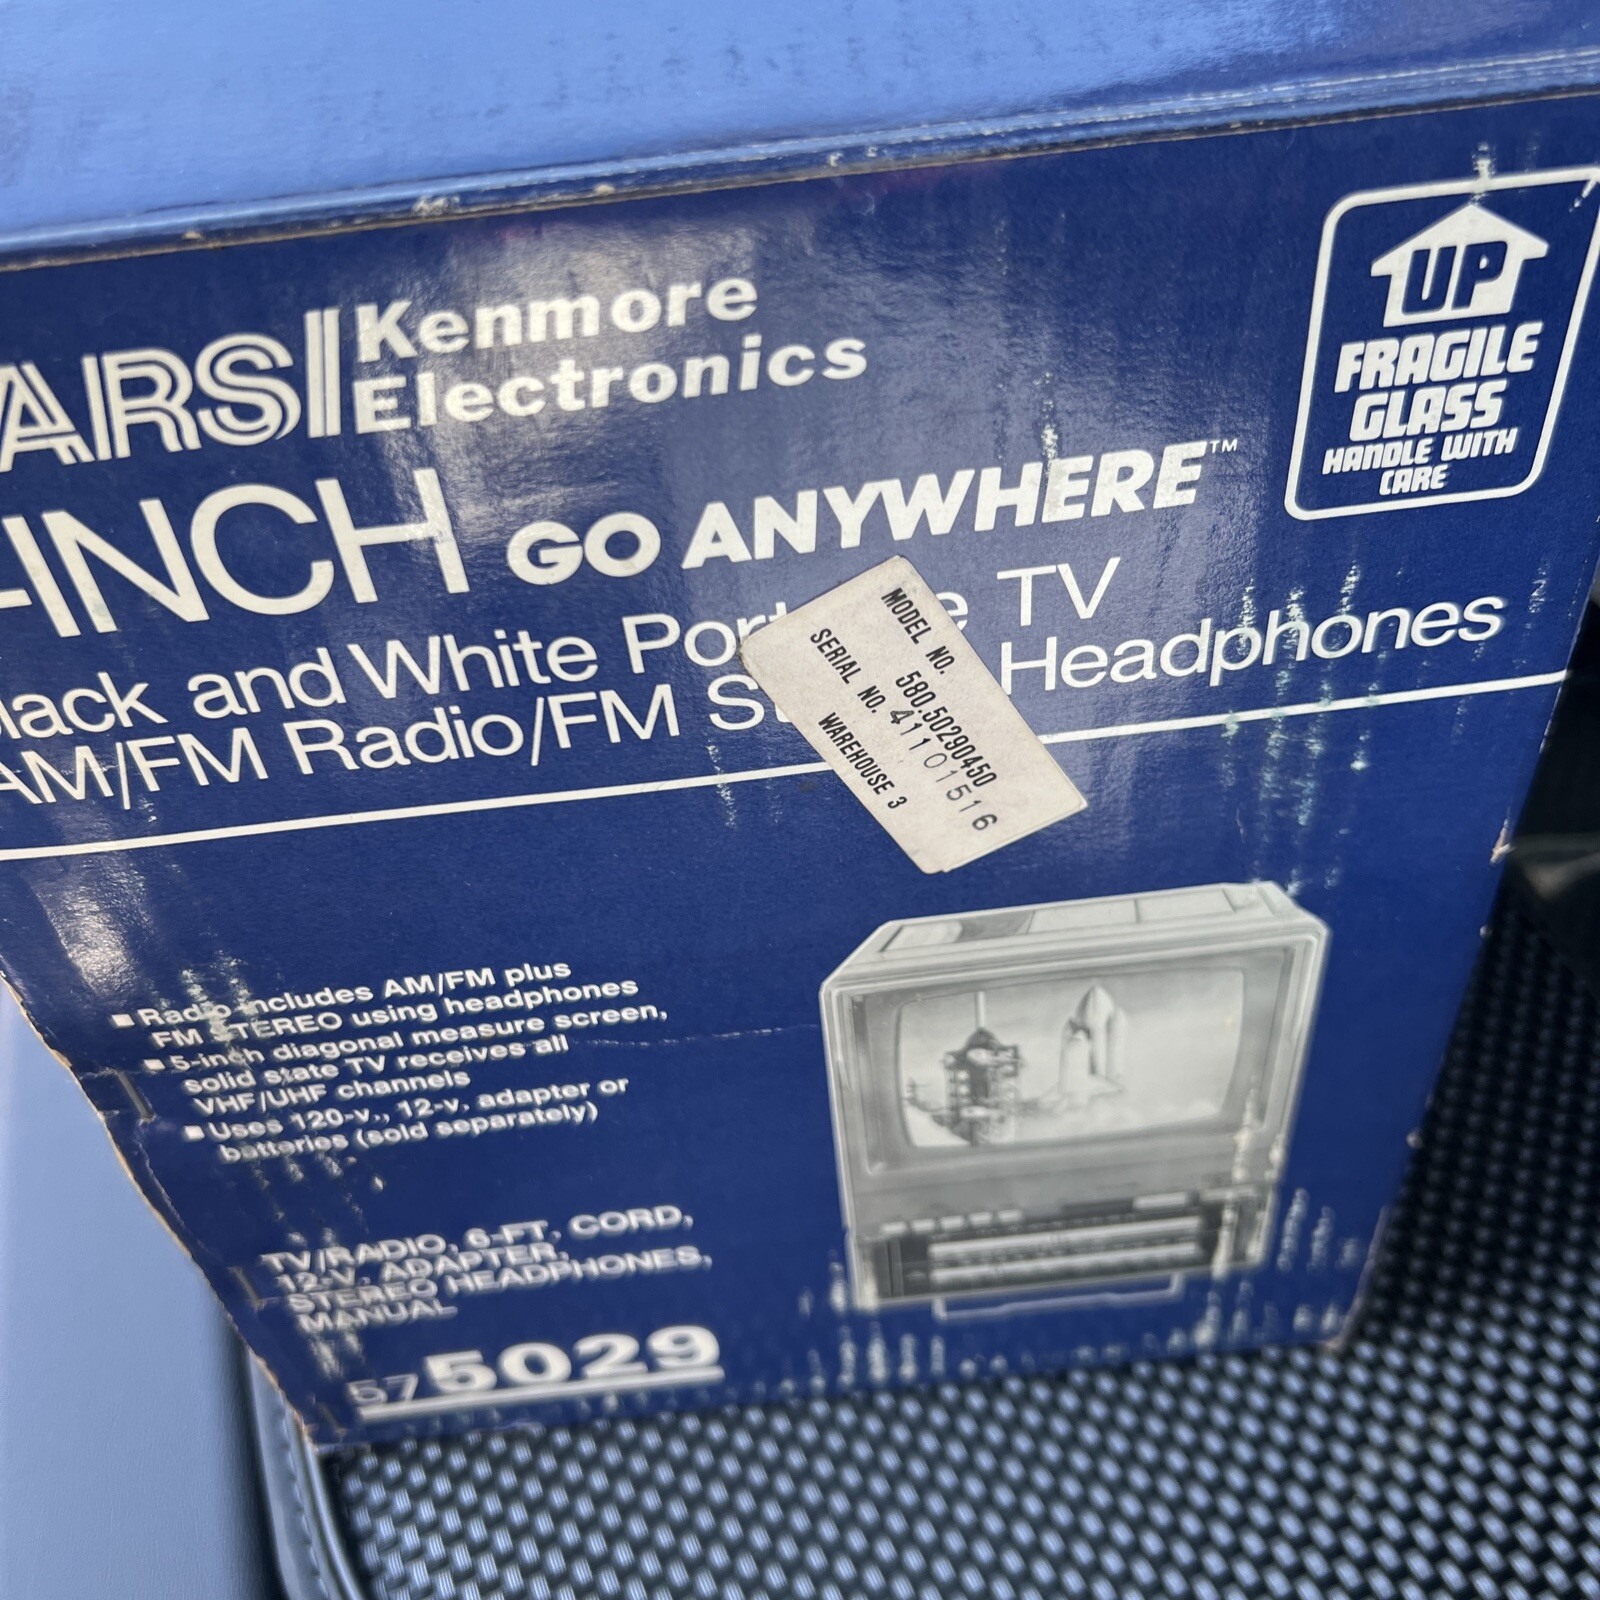 ARS Kenmore
Electronics
-INCH GO ANYWHERE™
lack and White Por e TV
AM/FM Radio/FM St Headphones
UP
FRAGILE
GLASS
HANDLE WITH
CARE
MODEL NO.
580.50290450
SERIAL NO. 411101516
WAREHOUSE 3
▪ Radio includes AM/FM plus
FM STEREO using headphones
▪ 5-inch diagonal measure screen,
solid state TV receives all
VHF/UHF channels
▪ Uses 120-v., 12-v. adapter or
batteries (sold separately)
TV/RADIO, 6-FT. CORD,
12-V. ADAPTER,
STEREO HEADPHONES,
MANUAL
57 5029